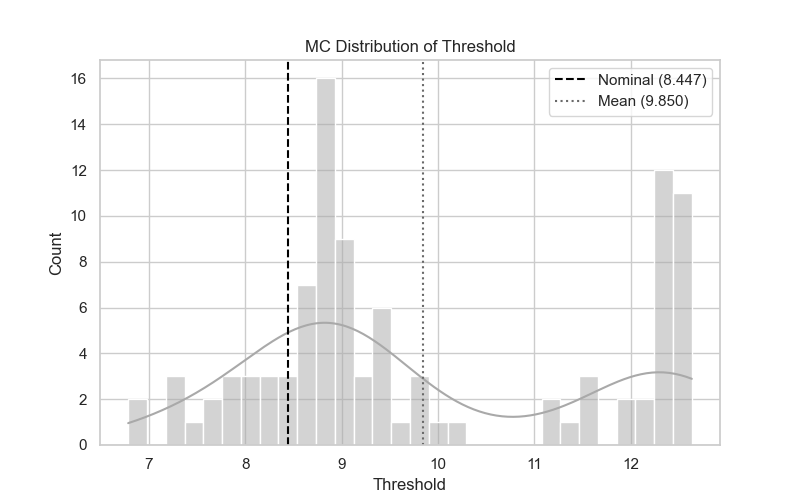 MC Distribution of Threshold
Nominal (8.447)
Mean (9.850)
Count
16
14
12
10
8
6
4
2
0
7 8 9 10 11 12
Threshold